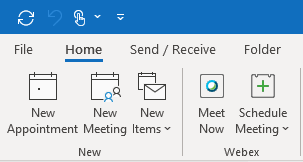 File Home Send / Receive Folder
New Appointment
New Meeting
New Items
Meet Now
Schedule Meeting
New Webex